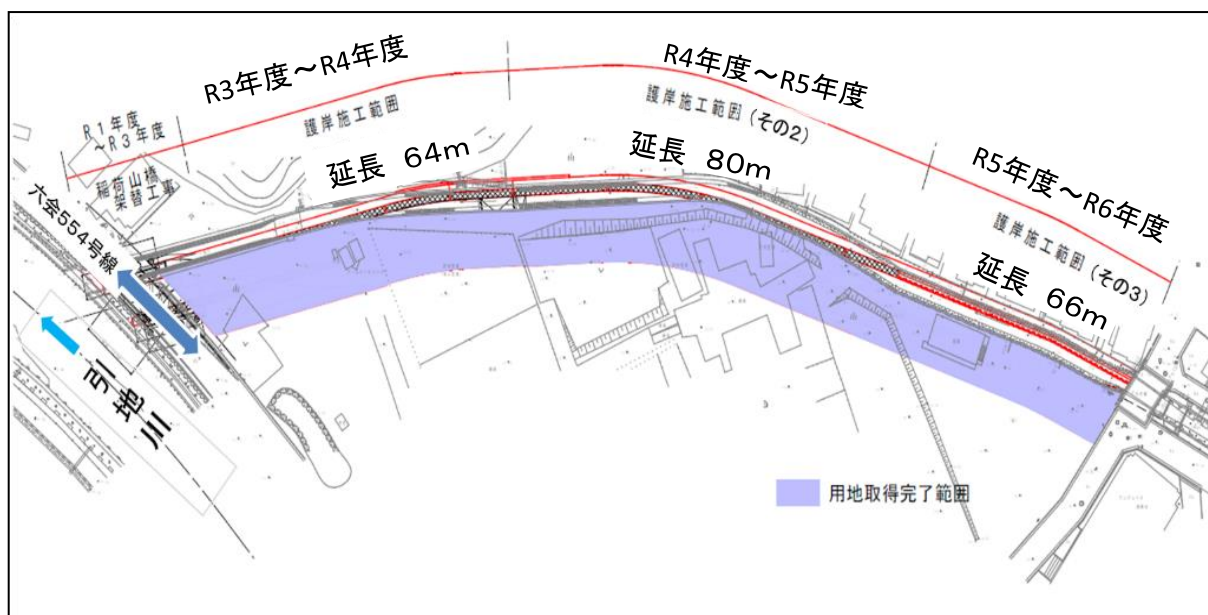 R3年度～R4年度
R4年度～R5年度
R5年度～R6年度
R1年度
～R3年度
護岸施工範囲
護岸施工範囲（その2）
護岸施工範囲（その3）
延長 64m
延長 80m
延長 66m
稲荷山橋
架替工事
六会554号線
引地川
用地取得完了範囲